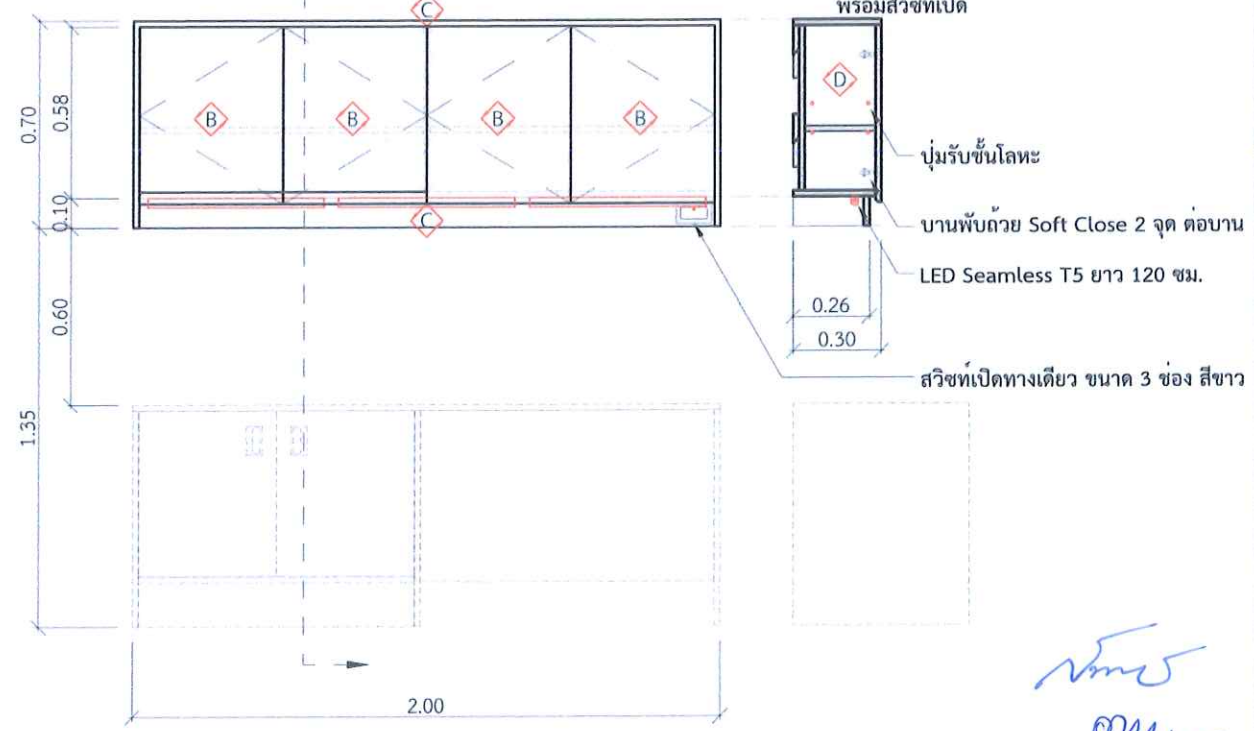 พร้อมสวิซท์เปิด
C
B
B
B
B
D
0.70
0.58
0.10
C
0.60
1.35
ปุ่มรับชั้นโลหะ
บานพับถ้วย Soft Close 2 จุด ต่อบาน
LED Seamless T5 ยาว 120 ซม.
0.26
0.30
สวิซท์เปิดทางเดียว ขนาด 3 ช่อง สีขาว
2.00